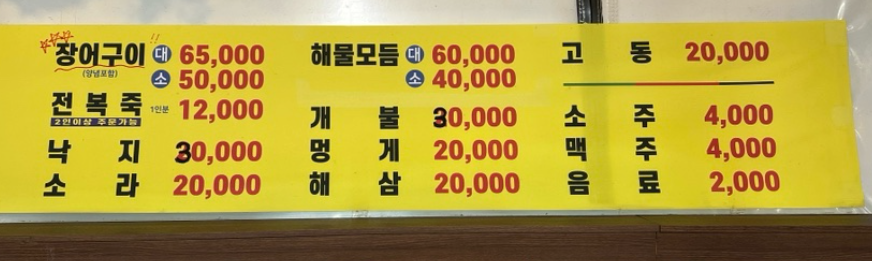 장어구이 !! 대 65,000
(양념포함) 소 50,000
전복죽 1인분 12,000
2인이상 주문가능
낙지 30,000
소라 20,000
해물모듬 대 60,000
소 40,000
개불 30,000
멍게 20,000
해삼 20,000
고동 20,000
소주 4,000
맥주 4,000
음료 2,000